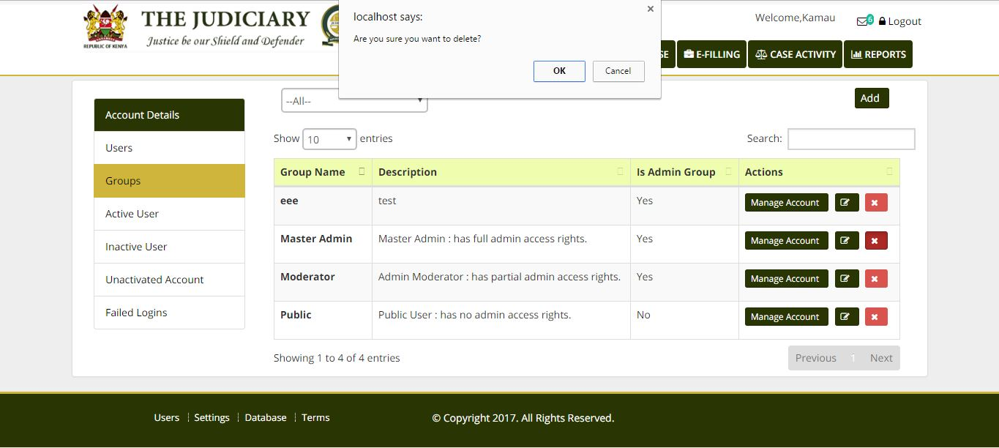 THE JUDICIARY
Justice be our Shield and Defender
REPUBLIC OF KENYA
localhost says:
Are you sure you want to delete?
OK
Cancel
Welcome,Kamau
6
Logout
SE
E-FILLING
CASE ACTIVITY
REPORTS
Account Details
Users
Groups
Active User
Inactive User
Unactivated Account
Failed Logins
--All--
Add
Show 10 entries
Search:
Group Name Description Is Admin Group Actions
eee test Yes Manage Account
Master Admin Master Admin : has full admin access rights. Yes Manage Account
Moderator Admin Moderator : has partial admin access rights. Yes Manage Account
Public Public User : has no admin access rights. No Manage Account
Showing 1 to 4 of 4 entries
Previous 1 Next
Users Settings Database Terms
© Copyright 2017. All Rights Reserved.